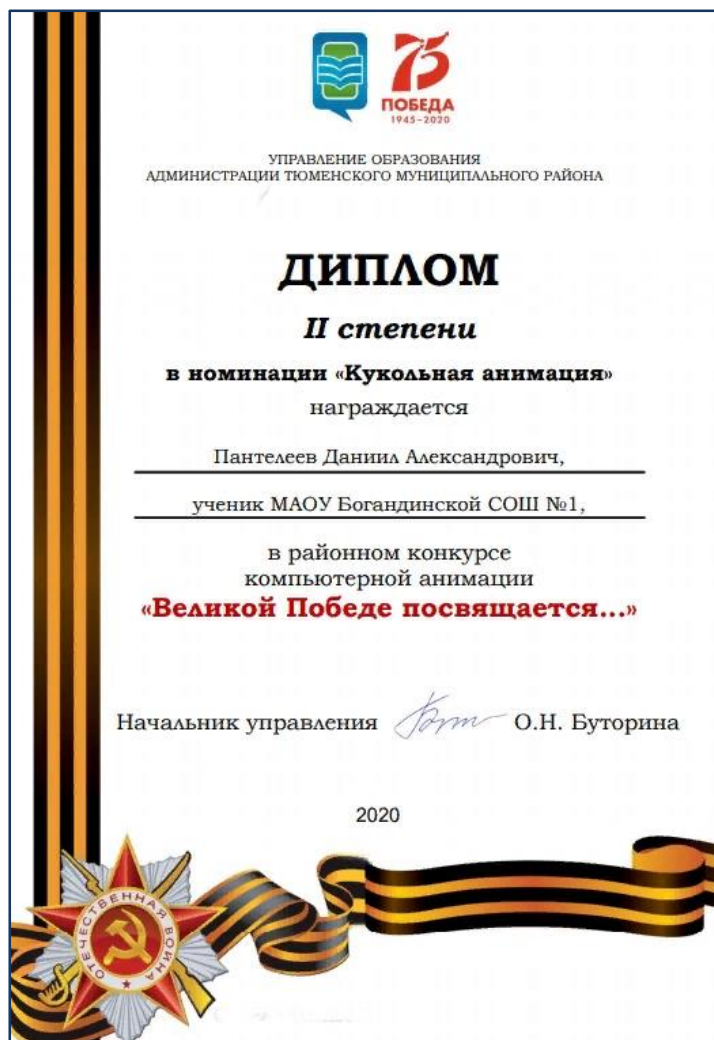 75
ПОБЕДА
1945–2020
УПРАВЛЕНИЕ ОБРАЗОВАНИЯ
АДМИНИСТРАЦИИ ТЮМЕНСКОГО МУНИЦИПАЛЬНОГО РАЙОНА
ДИПЛОМ
II степени
в номинации «Кукольная анимация»
награждается
Пантелеев Даниил Александрович,
ученик МАОУ Богандинской СОШ №1,
в районном конкурсе
компьютерной анимации
«Великой Победе посвящается...»
Начальник управления О.Н. Буторина
2020
ОТЕЧЕСТВЕННАЯ ВОЙНА